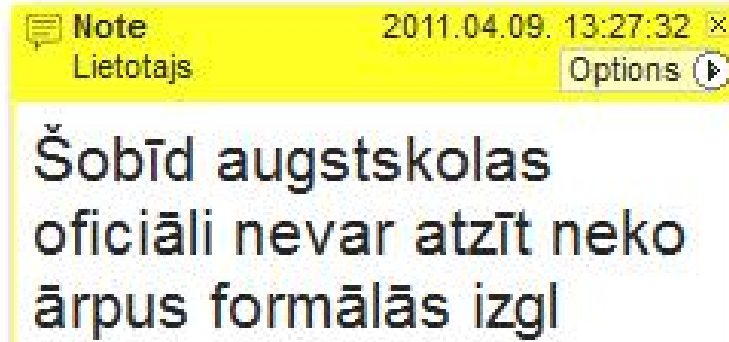 Note 2011.04.09. 13:27:32
Lietotajs Options
Šobīd augstskolas
oficiāli nevar atzīt neko
ārpus formālās izgl